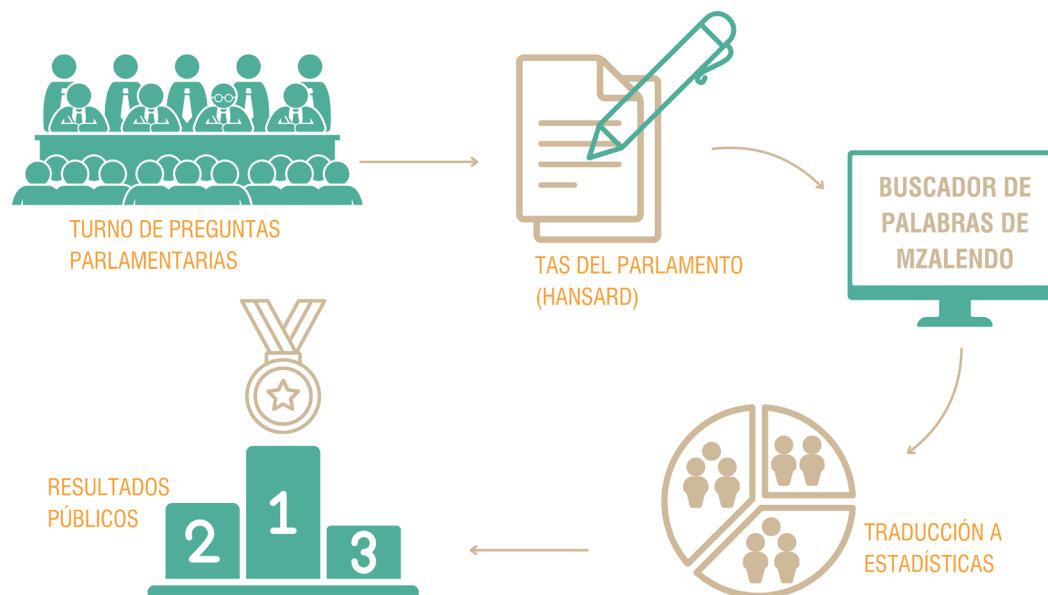 TURNO DE PREGUNTAS
PARLAMENTARIAS
TAS DEL PARLAMENTO
(HANSARD)
BUSCADOR DE
PALABRAS DE
MZALENDO
TRADUCCIÓN A
ESTADÍSTICAS
RESULTADOS
PÚBLICOS
2
1
3